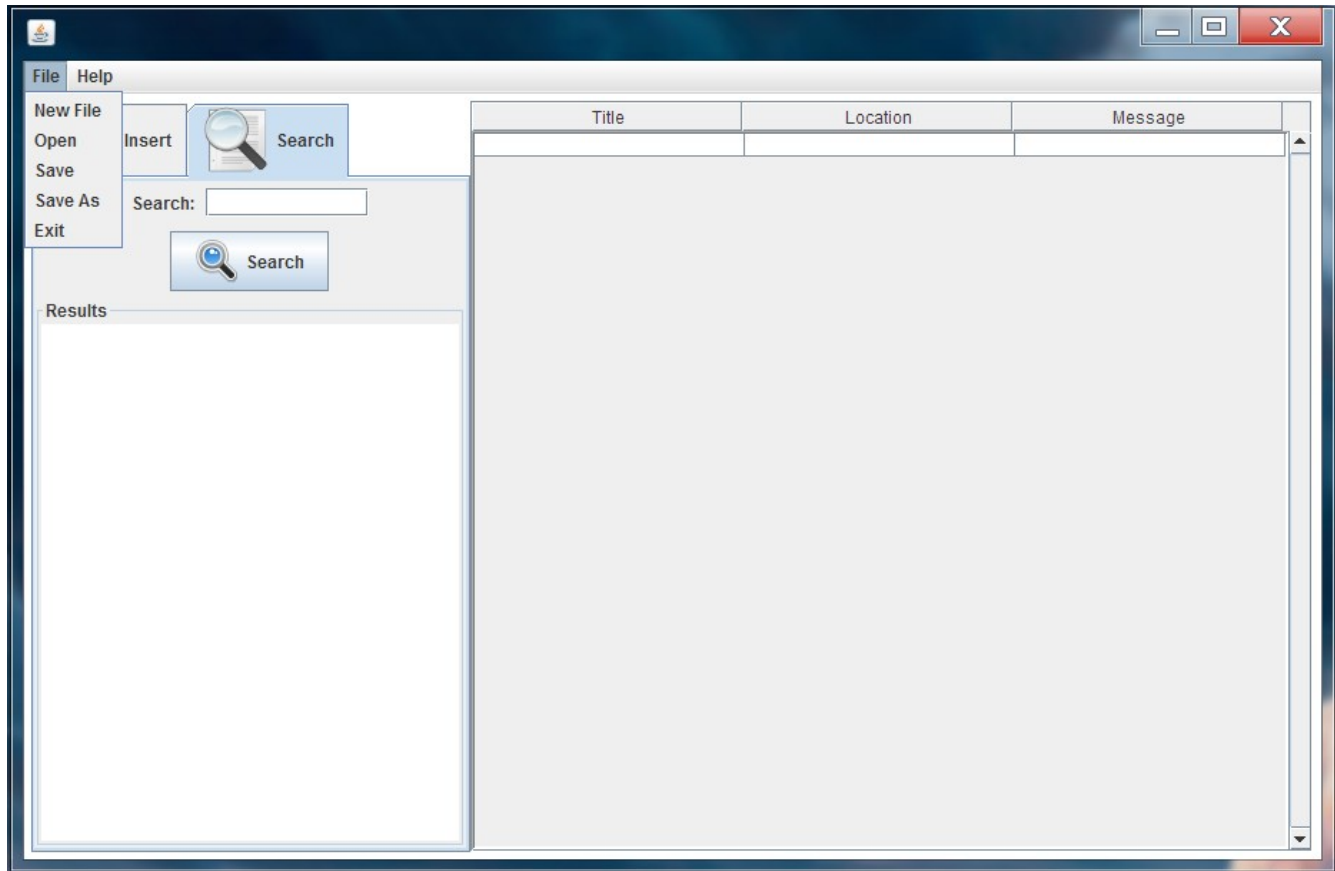 File Help
New File
Open
Save
Save As
Exit
Insert
Search
Search:
Search
Results
Title Location Message